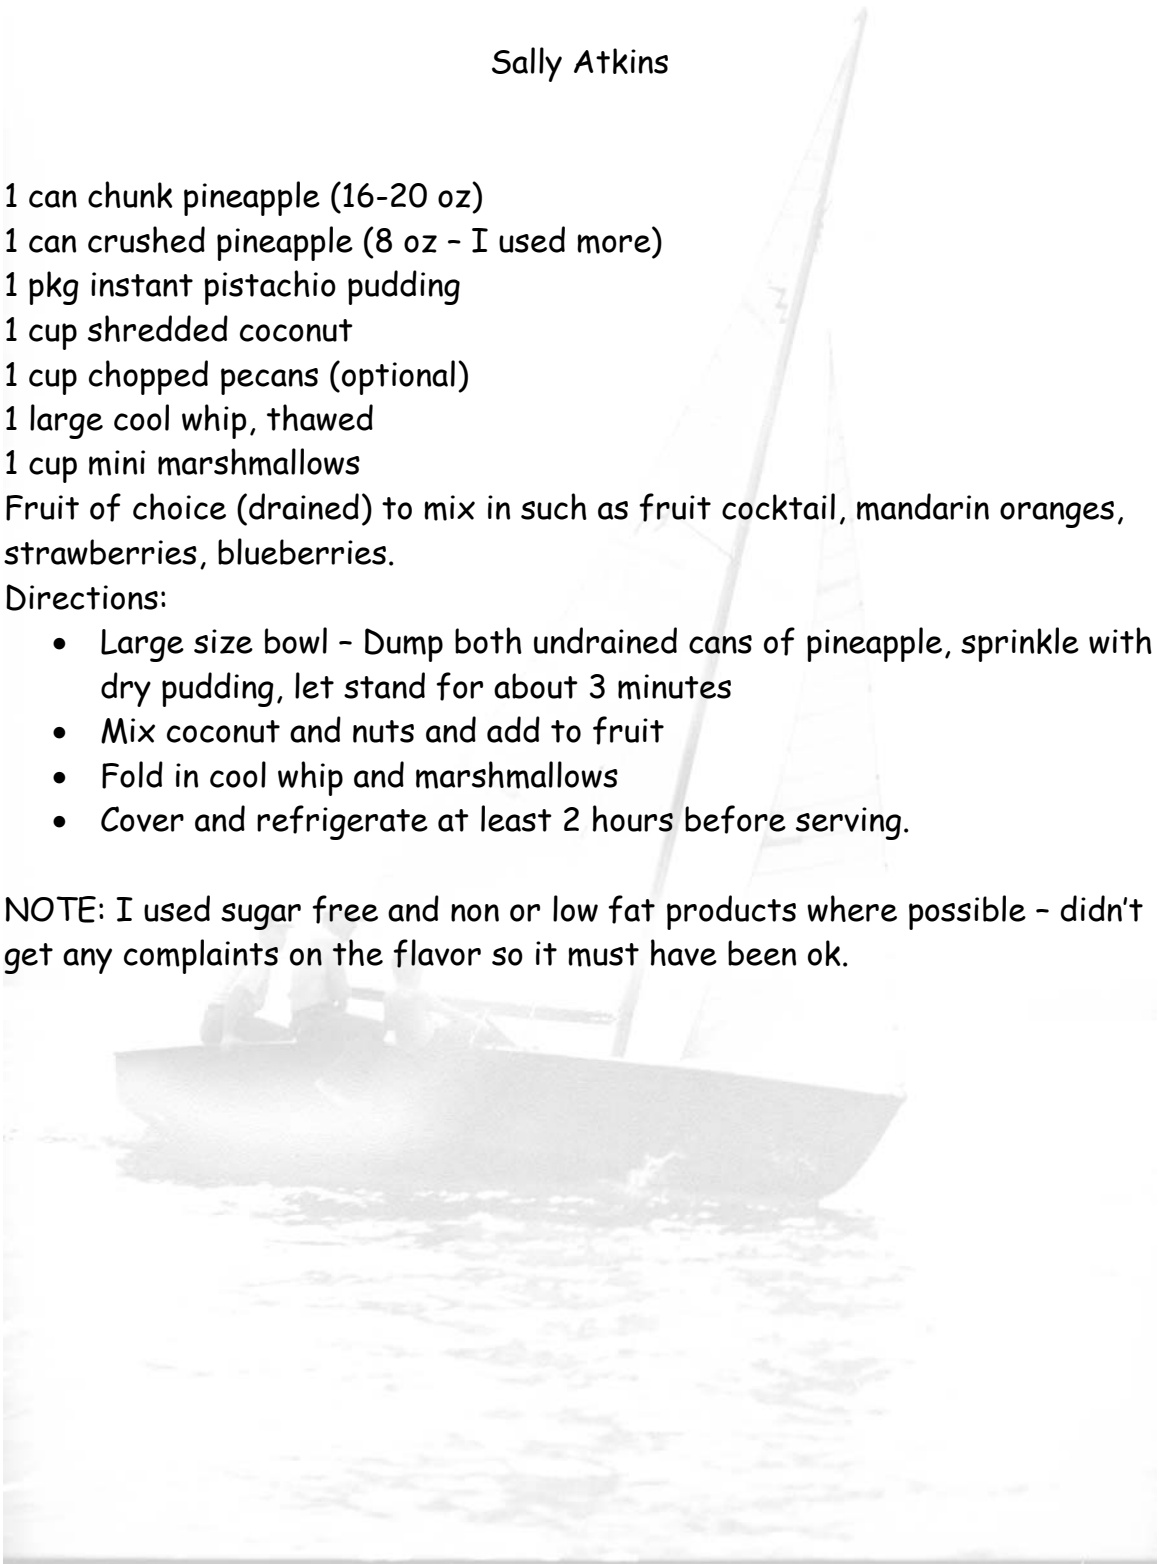 Sally Atkins
1 can chunk pineapple (16-20 oz)
1 can crushed pineapple (8 oz – I used more)
1 pkg instant pistachio pudding
1 cup shredded coconut
1 cup chopped pecans (optional)
1 large cool whip, thawed
1 cup mini marshmallows
Fruit of choice (drained) to mix in such as fruit cocktail, mandarin oranges,
strawberries, blueberries.
Directions:
• Large size bowl – Dump both undrained cans of pineapple, sprinkle with
dry pudding, let stand for about 3 minutes
• Mix coconut and nuts and add to fruit
• Fold in cool whip and marshmallows
• Cover and refrigerate at least 2 hours before serving.
NOTE: I used sugar free and non or low fat products where possible – didn’t
get any complaints on the flavor so it must have been ok.